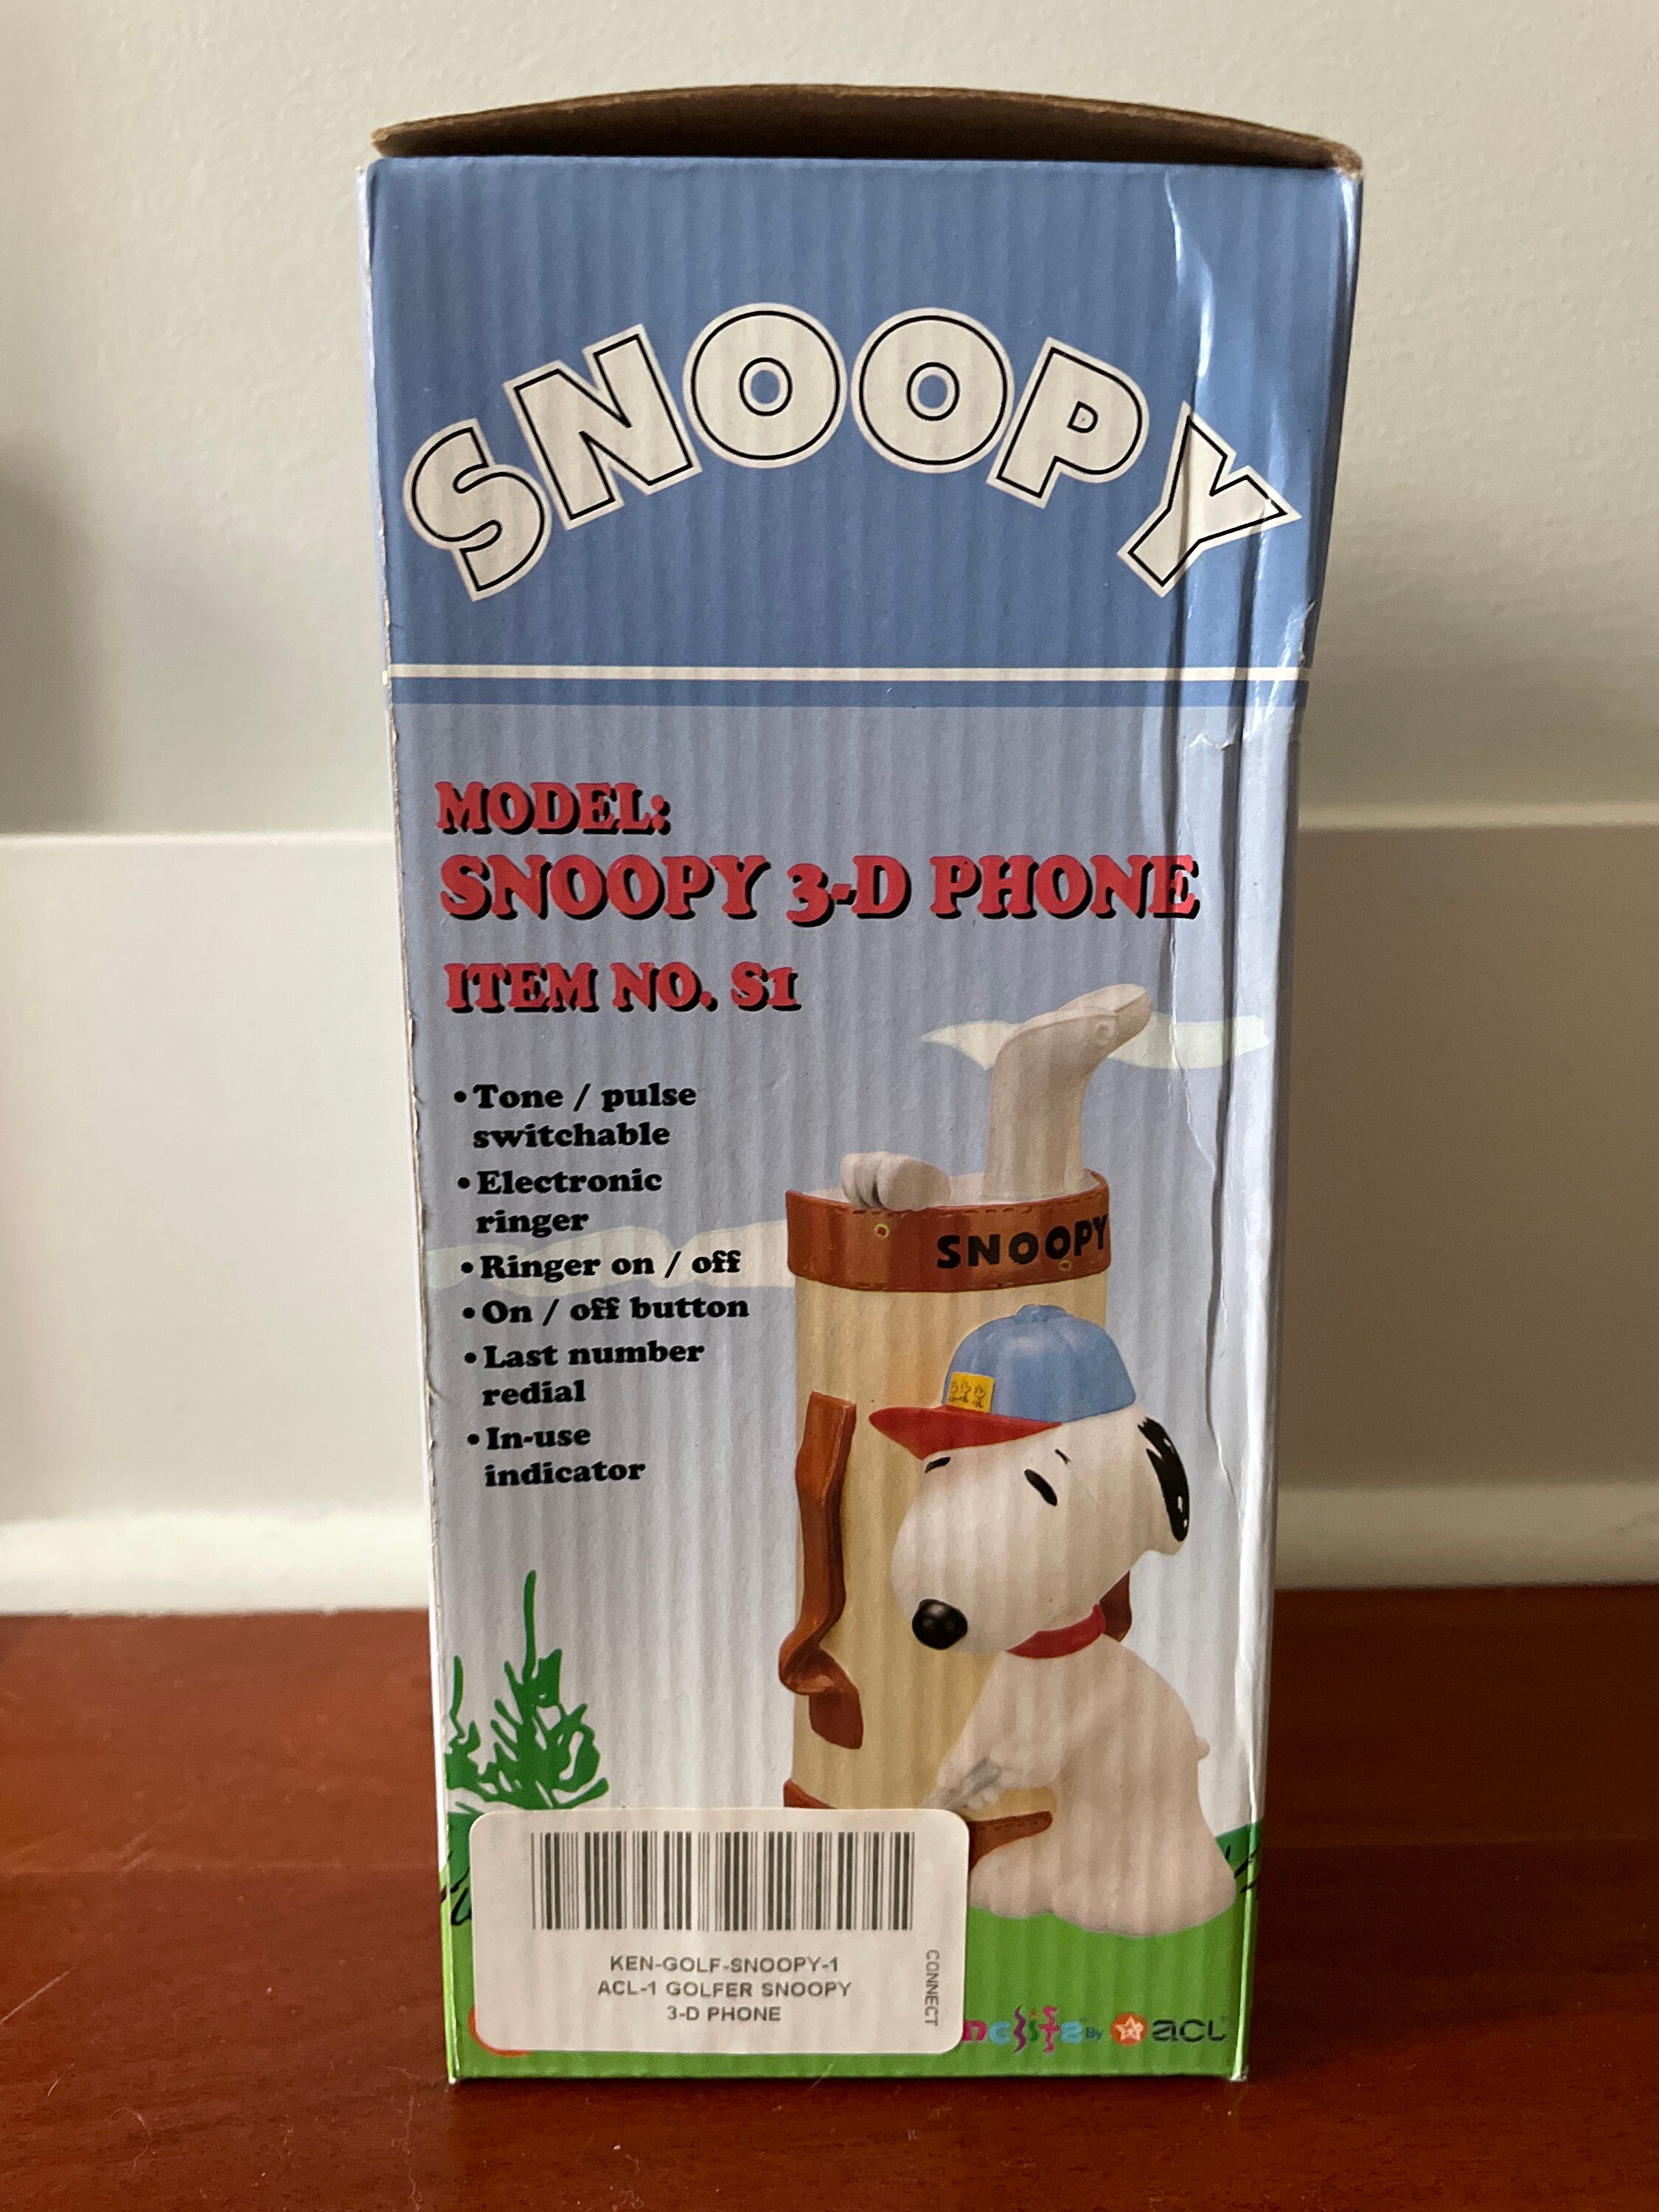 SNOOPY
MODEL:
SNOOPY 3-D PHONE
ITEM NO. S1
• Tone / pulse
switchable
• Electronic
ringer
• Ringer on / off
• On / off button
• Last number
redial
• In-use
indicator
SNOOPY
KEN-GOLF-SNOOPY-1
ACL-1 GOLFER SNOOPY
3-D PHONE
CONNECT
By acl